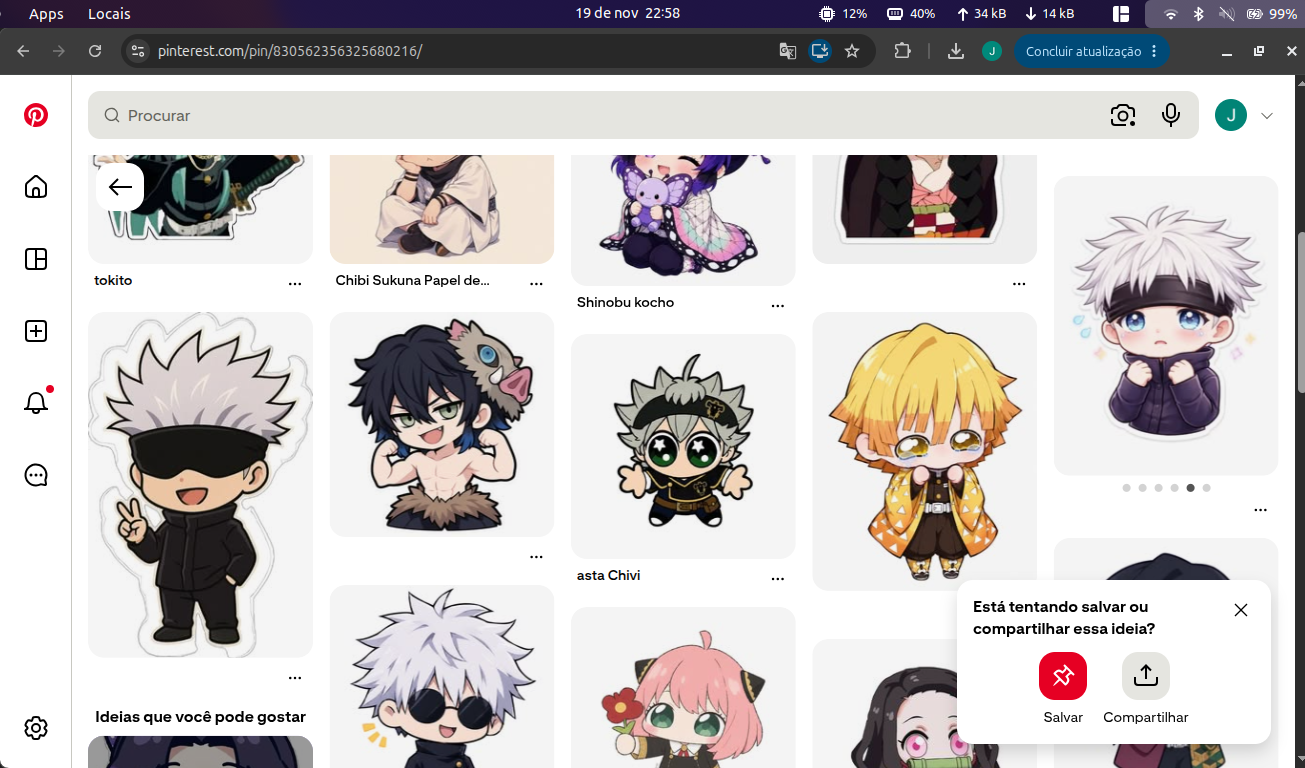 Apps Locais 19 de nov 22:58 12% 40% 34 kB 14 kB 99%
pinterest.com/pin/830562356325680216/ J Concluir atualização
Procurar J
tokito
Chibi Sukuna Papel de...
Shinobu kocho
asta Chivi
Ideias que você pode gostar
Está tentando salvar ou
compartilhar essa ideia?
Salvar Compartilhar